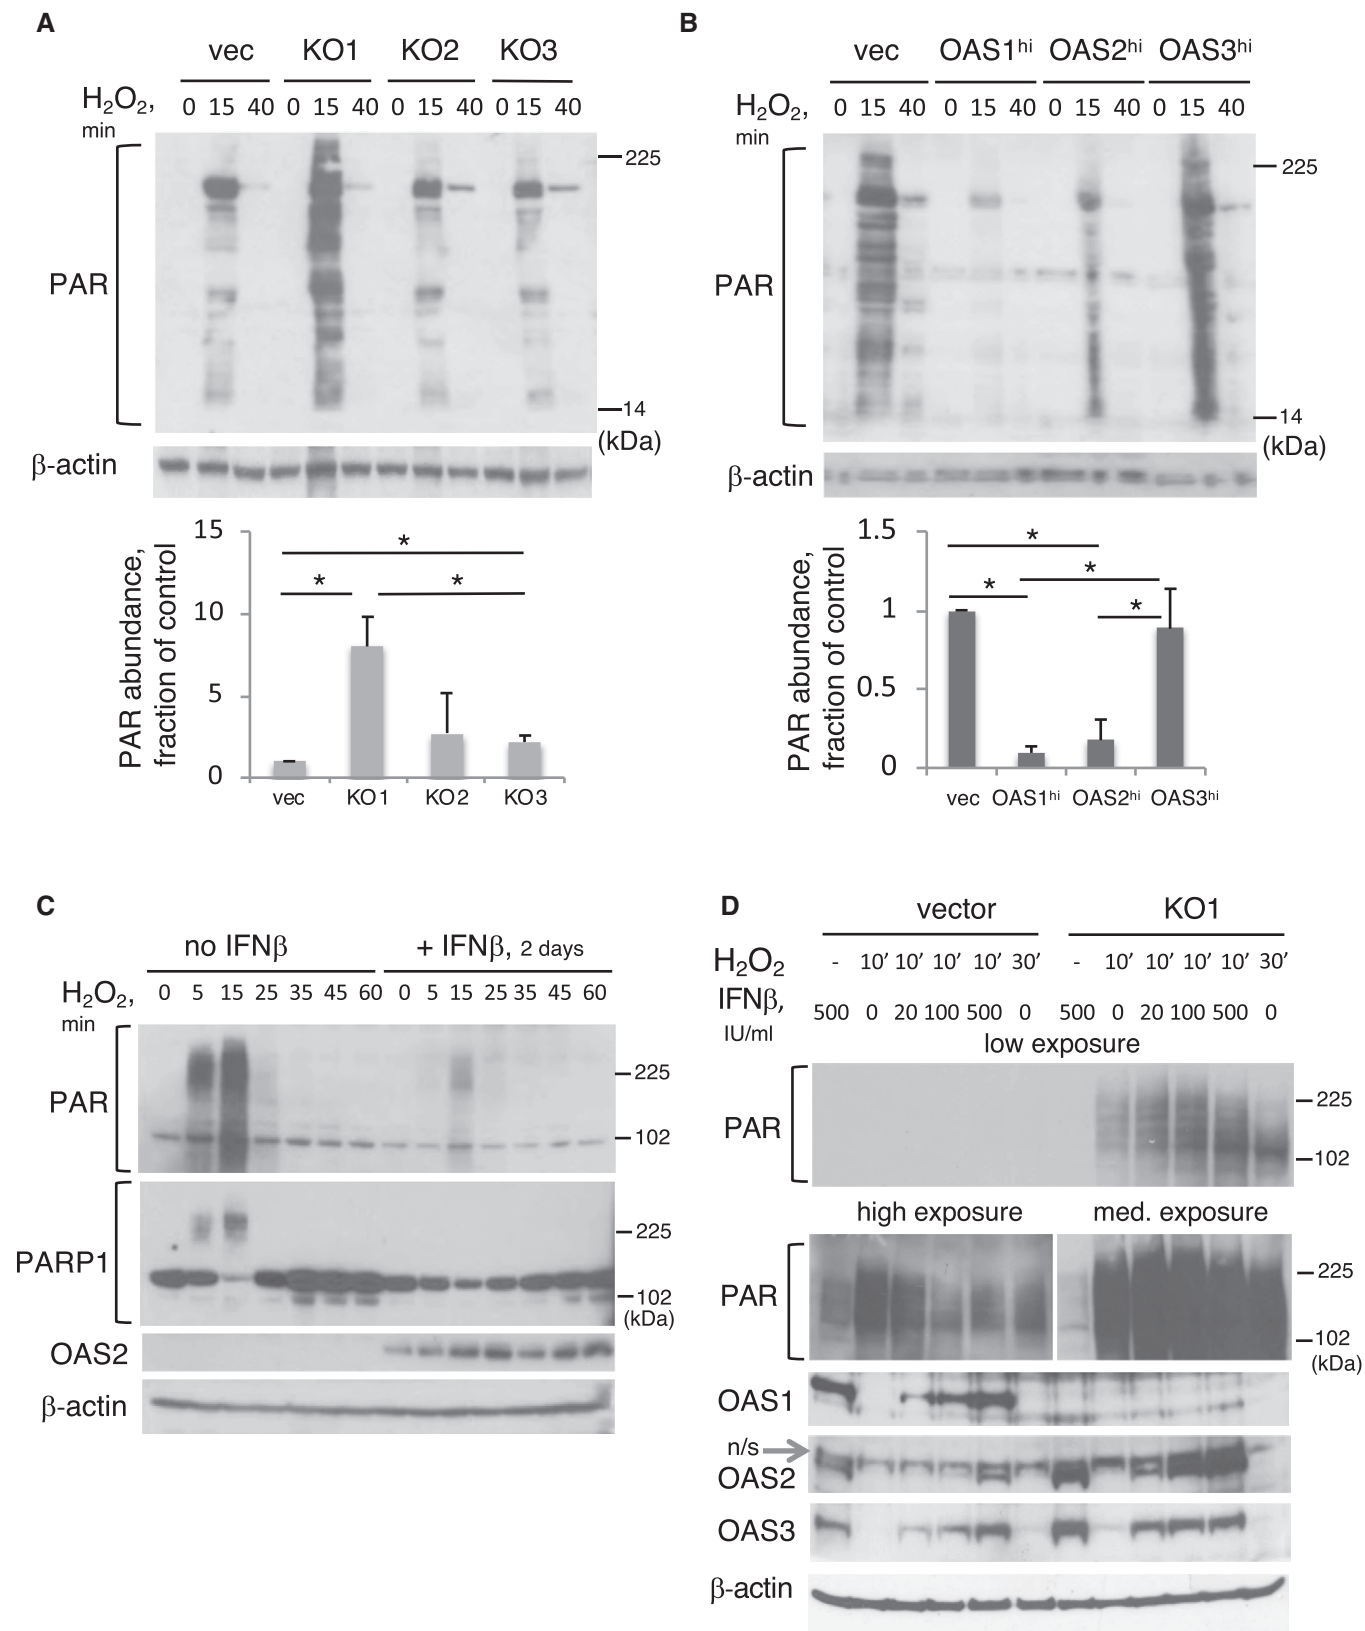 A
vec KO1 KO2 KO3
H₂O₂, 0 15 40 0 15 40 0 15 40 0 15 40
min
225
PAR
14
(kDa)
β-actin
PAR abundance,
fraction of control
15
10
5
0
* 
* *
vec KO1 KO2 KO3
B
vec OAS1ʰⁱ OAS2ʰⁱ OAS3ʰⁱ
H₂O₂, 0 15 40 0 15 40 0 15 40 0 15 40
min
225
PAR
14
(kDa)
β-actin
PAR abundance,
fraction of control
1.5
1
0.5
0
*
*
*
*
vec OAS1ʰⁱ OAS2ʰⁱ OAS3ʰⁱ
C
no IFNβ + IFNβ, 2 days
H₂O₂, 0 5 15 25 35 45 60 0 5 15 25 35 45 60
min
225
PAR
102
225
PARP1
102
(kDa)
OAS2
β-actin
D
vector KO1
H₂O₂ - 10’ 10’ 10’ 10’ 30’ - 10’ 10’ 10’ 10’ 30’
IFNβ, 500 0 20 100 500 0 500 0 20 100 500 0
IU/ml
low exposure
225
PAR
102
high exposure med. exposure
225
PAR
102
(kDa)
OAS1
n/s
OAS2
OAS3
β-actin